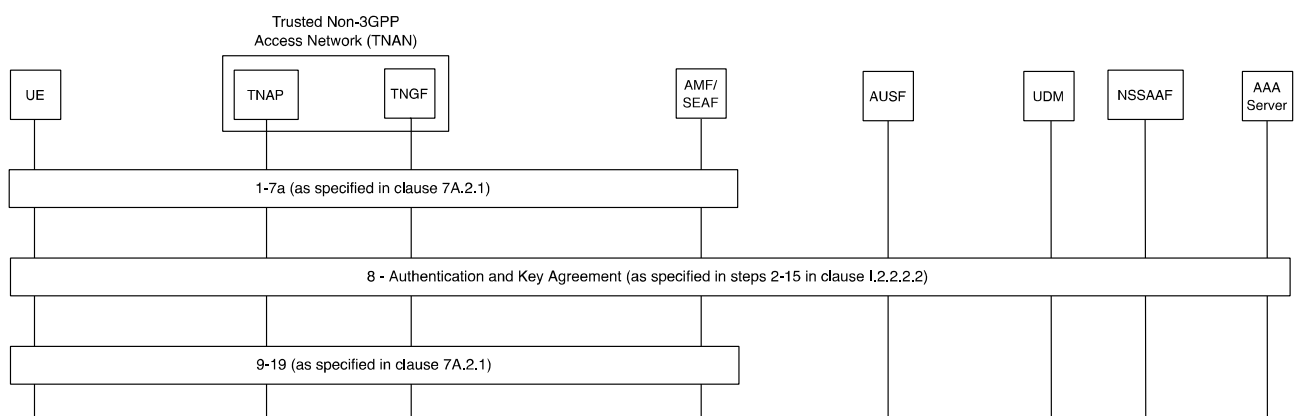 Trusted Non-3GPP
Access Network (TNAN)
UE
TNAP
TNGF
AMF/
SEAF
AUSF
UDM
NSSAAF
AAA
Server
1-7a (as specified in clause 7A.2.1)
8 - Authentication and Key Agreement (as specified in steps 2-15 in clause I.2.2.2.2)
9-19 (as specified in clause 7A.2.1)